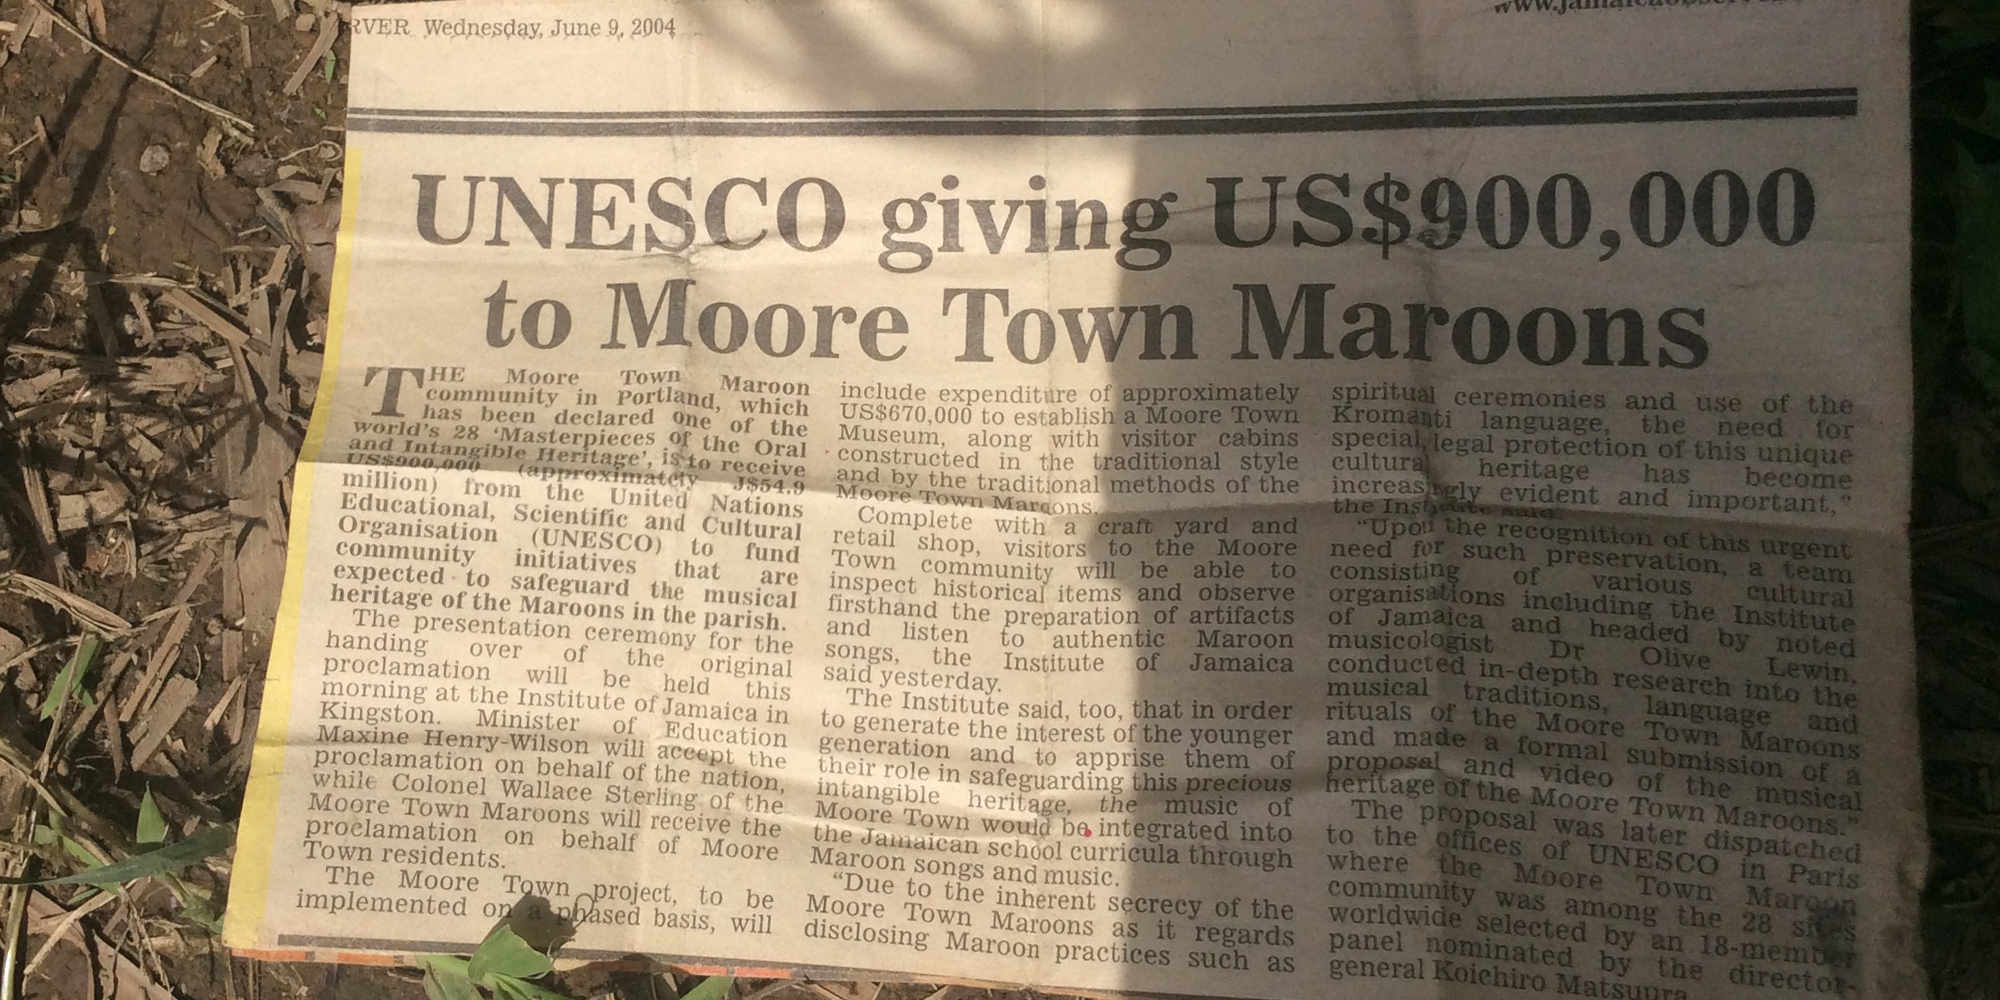 RVER Wednesday, June 9, 2004
UNESCO giving US$900,000
to Moore Town Maroons
THE Moore Town Maroon
community in Portland, which
has been declared one of the
world's 28 'Masterpieces of the Oral
and Intangible Heritage', is to receive
US$900,000 (approximately J$54.9
million) from the United Nations
Educational, Scientific and Cultural
Organisation (UNESCO) to fund
community initiatives that are
expected to safeguard the musical
heritage of the Maroons in the parish.
The presentation ceremony for the
handing over of the original
proclamation will be held this
morning at the Institute of Jamaica in
Kingston. Minister of Education
Maxine Henry-Wilson will accept the
proclamation on behalf of the nation,
while Colonel Wallace Sterling of the
Moore Town Maroons will receive the
proclamation on behalf of Moore
Town residents.
The Moore Town project, to be
implemented on a phased basis, will
include expenditure of approximately
US$670,000 to establish a Moore Town
Museum, along with visitor cabins
constructed in the traditional style
and by the traditional methods of the
Moore Town Maroons.
Complete with a craft yard and
retail shop, visitors to the Moore
Town community will be able to
inspect historical items and observe
firsthand the preparation of artifacts
and listen to authentic Maroon
songs, the Institute of Jamaica
said yesterday.
The Institute said, too, that in order
to generate the interest of the younger
generation and to apprise them of
their role in safeguarding this precious
intangible heritage, the music of
Moore Town would be integrated into
the Jamaican school curricula through
Maroon songs and music.
"Due to the inherent secrecy of the
Moore Town Maroons as it regards
disclosing Maroon practices such as
spiritual ceremonies and use of the
Kromanti language, the need for
special legal protection of this unique
cultural heritage has become
increasingly evident and important,"
the Institute said.
"Upon the recognition of this urgent
need for such preservation, a team
consisting of various cultural
organisations including the Institute
of Jamaica and headed by noted
musicologist Dr Olive Lewin,
conducted in-depth research into the
musical traditions, language and
rituals of the Moore Town Maroons
and made a formal submission of a
proposal and video of the musical
heritage of the Moore Town Maroons."
The proposal was later dispatched
to the offices of UNESCO in Paris
where the Moore Town Maroon
community was among the 28 sites
worldwide selected by an 18-member
panel nominated by the director-
general Koichiro Matsuura